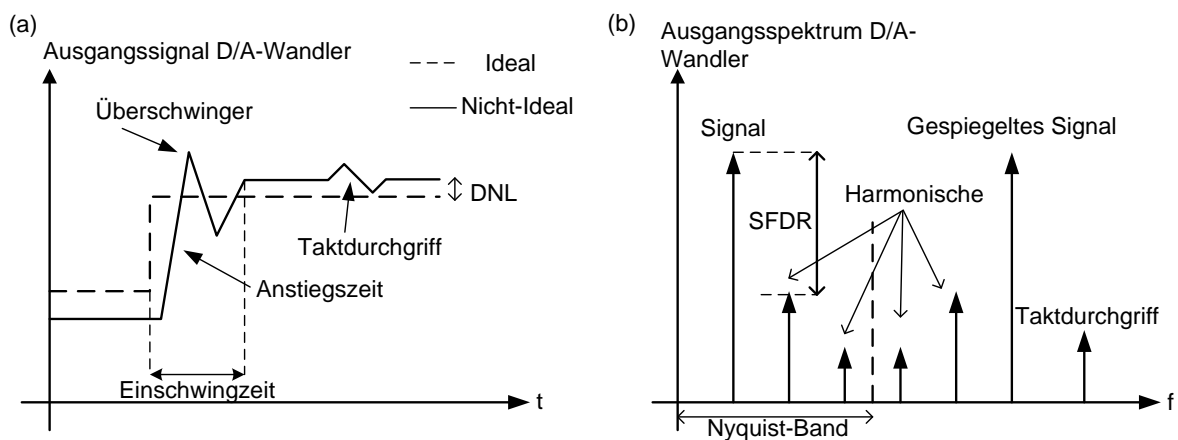 (a)
Ausgangssignal D/A-Wandler
Ideal
Nicht-Ideal
Überschwinger
DNL
Taktdurchgriff
Anstiegszeit
Einschwingzeit
t
(b)
Ausgangsspektrum D/A-
Wandler
Signal
Gespiegeltes Signal
Harmonische
SFDR
Taktdurchgriff
Nyquist-Band
f